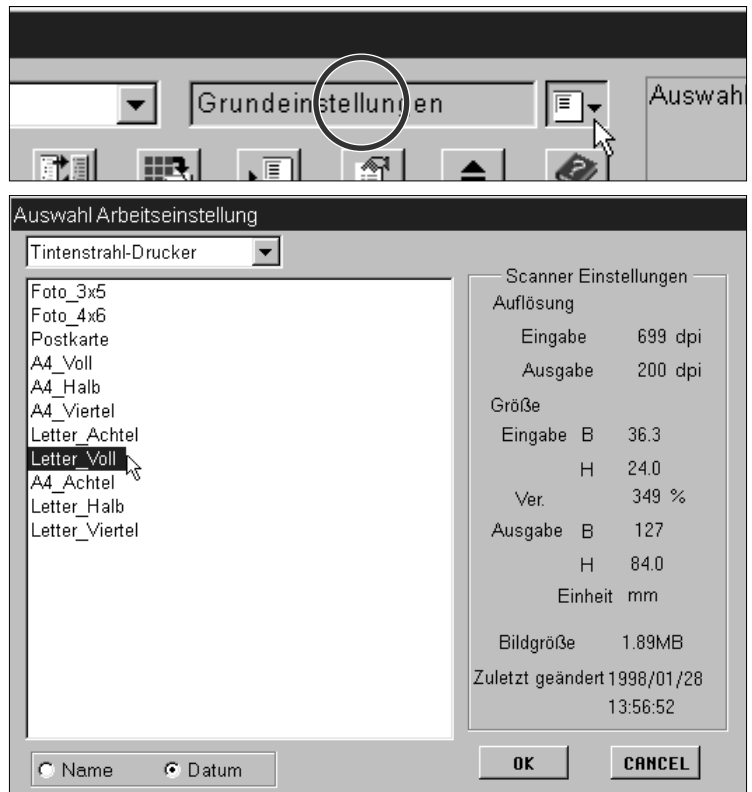 Grundeinstellungen
Auswahl
Auswahl Arbeitseinstellung
Tintenstrahl-Drucker
Foto_3x5
Foto_4x6
Postkarte
A4_Voll
A4_Halb
A4_Viertel
Letter_Achtel
Letter_Voll
A4_Achtel
Letter_Halb
Letter_Viertel
Name Datum
Scanner Einstellungen
Auflösung
Eingabe 699 dpi
Ausgabe 200 dpi
Größe
Eingabe B 36.3
H 24.0
Ver. 349 %
Ausgabe B 127
H 84.0
Einheit mm
Bildgröße 1.89MB
Zuletzt geändert 1998/01/28
13:56:52
OK CANCEL